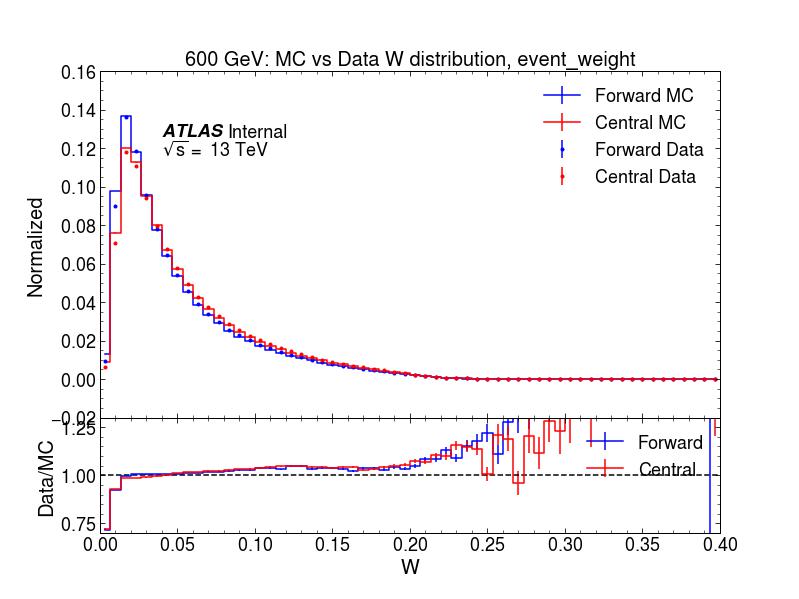 600 GeV: MC vs Data W distribution, event_weight
0.16
0.14
0.12
0.10
0.08
0.06
0.04
0.02
0.00
−0.02
Normalized
ATLAS Internal
√s = 13 TeV
Forward MC
Central MC
Forward Data
Central Data
1.25
1.00
0.75
Data/MC
Forward
Central
0.00 0.05 0.10 0.15 0.20 0.25 0.30 0.35 0.40
W